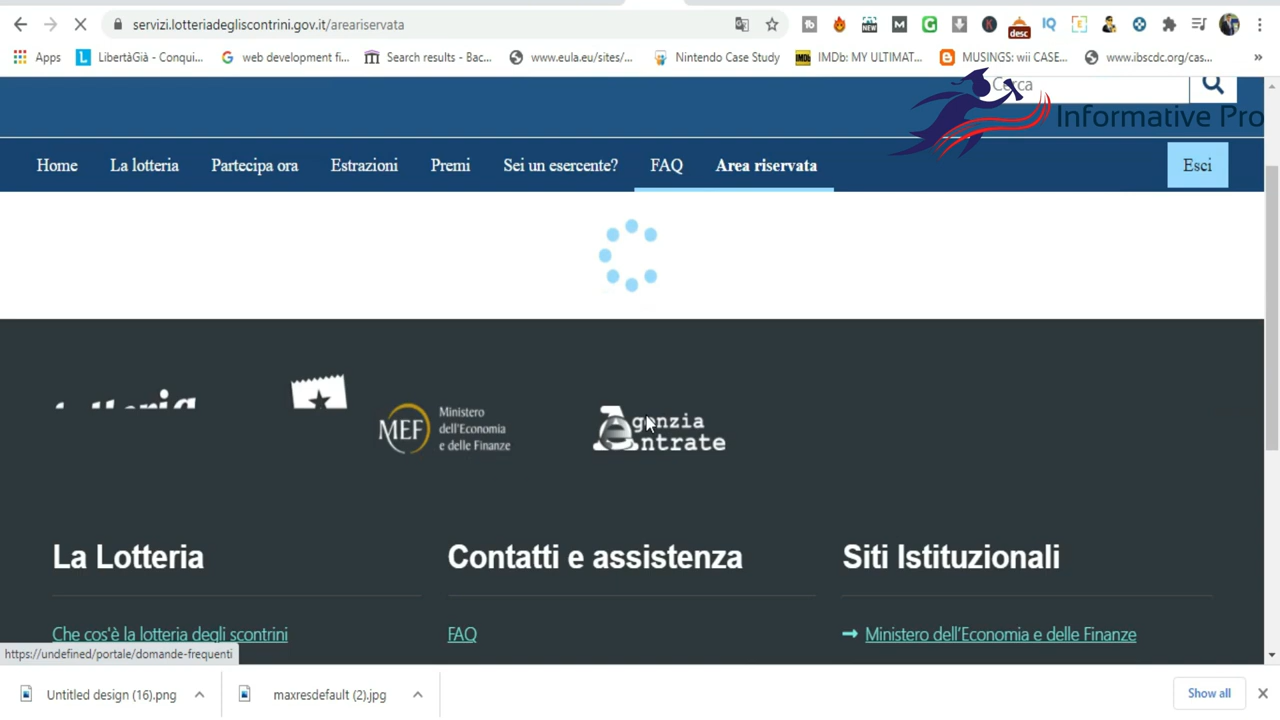 servizi.lotteriadegliscontrini.gov.it/areariservata
desc
IQ
Apps
LibertàGià - Conqui...
web development fi...
Search results - Bac...
www.eula.eu/sites/...
Nintendo Case Study
IMDb: MY ULTIMAT...
MUSINGS: wii CASE...
www.ibscdc.org/cas...
»
Cerca
Informative Pro
Home
La lotteria
Partecipa ora
Estrazioni
Premi
Sei un esercente?
FAQ
Area riservata
Esci
MEF
Ministero
dell'Economia
e delle Finanze
Agenzia
Entrate
La Lotteria
Contatti e assistenza
Siti Istituzionali
Che cos'è la lotteria degli scontrini
FAQ
Ministero dell'Economia e delle Finanze
https://undefined/portale/domande-frequenti
Untitled design (16).png
maxresdefault (2).jpg
Show all